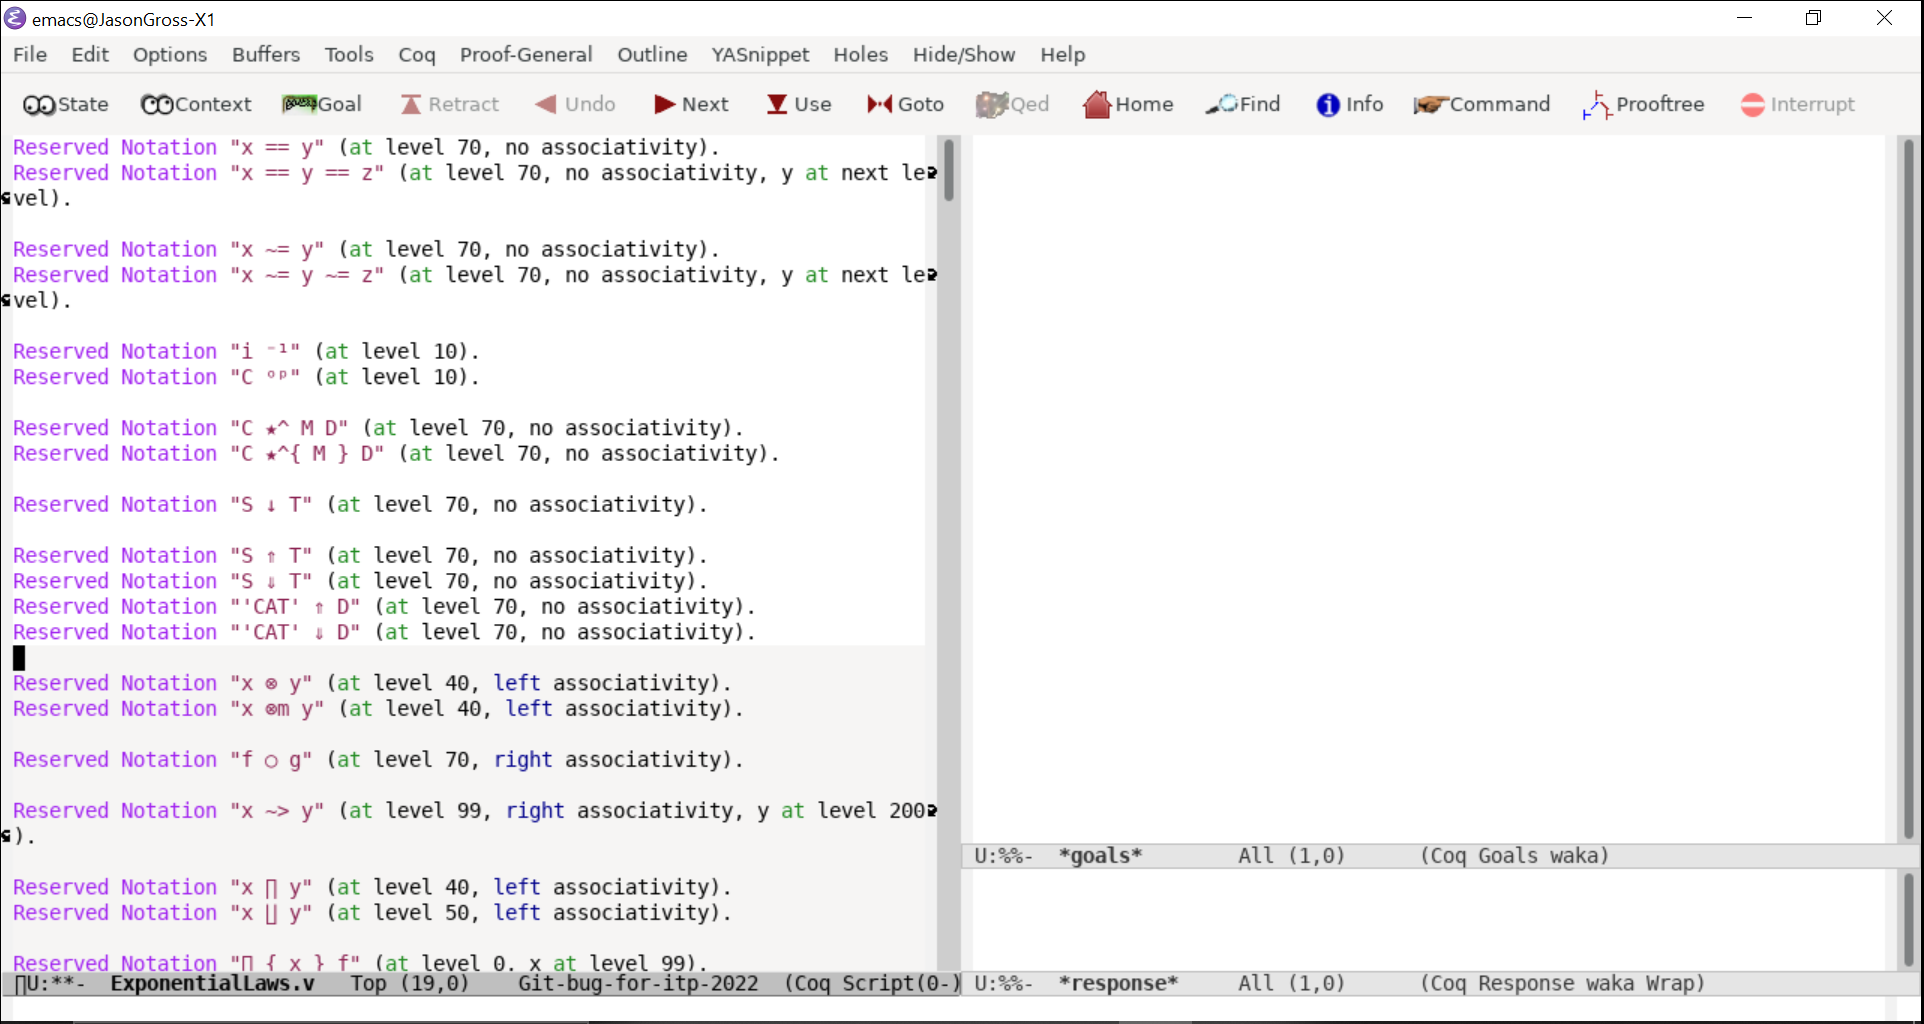 emacs@JasonGross-X1
File Edit Options Buffers Tools Coq Proof-General Outline YASnippet Holes Hide/Show Help
State Context Goal Retract Undo Next Use Goto Qed Home Find Info Command Prooftree Interrupt
Reserved Notation "x == y" (at level 70, no associativity).
Reserved Notation "x == y == z" (at level 70, no associativity, y at next le
vel).
Reserved Notation "x ~= y" (at level 70, no associativity).
Reserved Notation "x ~= y ~= z" (at level 70, no associativity, y at next le
vel).
Reserved Notation "i ⁻¹" (at level 10).
Reserved Notation "C ᵒᵖ" (at level 10).
Reserved Notation "C ★^ M D" (at level 70, no associativity).
Reserved Notation "C ★^{ M } D" (at level 70, no associativity).
Reserved Notation "S ↓ T" (at level 70, no associativity).
Reserved Notation "S ⇑ T" (at level 70, no associativity).
Reserved Notation "S ⇓ T" (at level 70, no associativity).
Reserved Notation "'CAT' ⇑ D" (at level 70, no associativity).
Reserved Notation "'CAT' ⇓ D" (at level 70, no associativity).
Reserved Notation "x ⊗ y" (at level 40, left associativity).
Reserved Notation "x ⊗m y" (at level 40, left associativity).
Reserved Notation "f ○ g" (at level 70, right associativity).
Reserved Notation "x ~> y" (at level 99, right associativity, y at level 200
).
Reserved Notation "x ∏ y" (at level 40, left associativity).
Reserved Notation "x ∐ y" (at level 50, left associativity).
Reserved Notation "∏ { x } f" (at level 0, x at level 99).
U:**- ExponentialLaws.v Top (19,0) Git-bug-for-itp-2022 (Coq Script(0-)
U:%%- *goals* All (1,0) (Coq Goals waka)
U:%%- *response* All (1,0) (Coq Response waka Wrap)